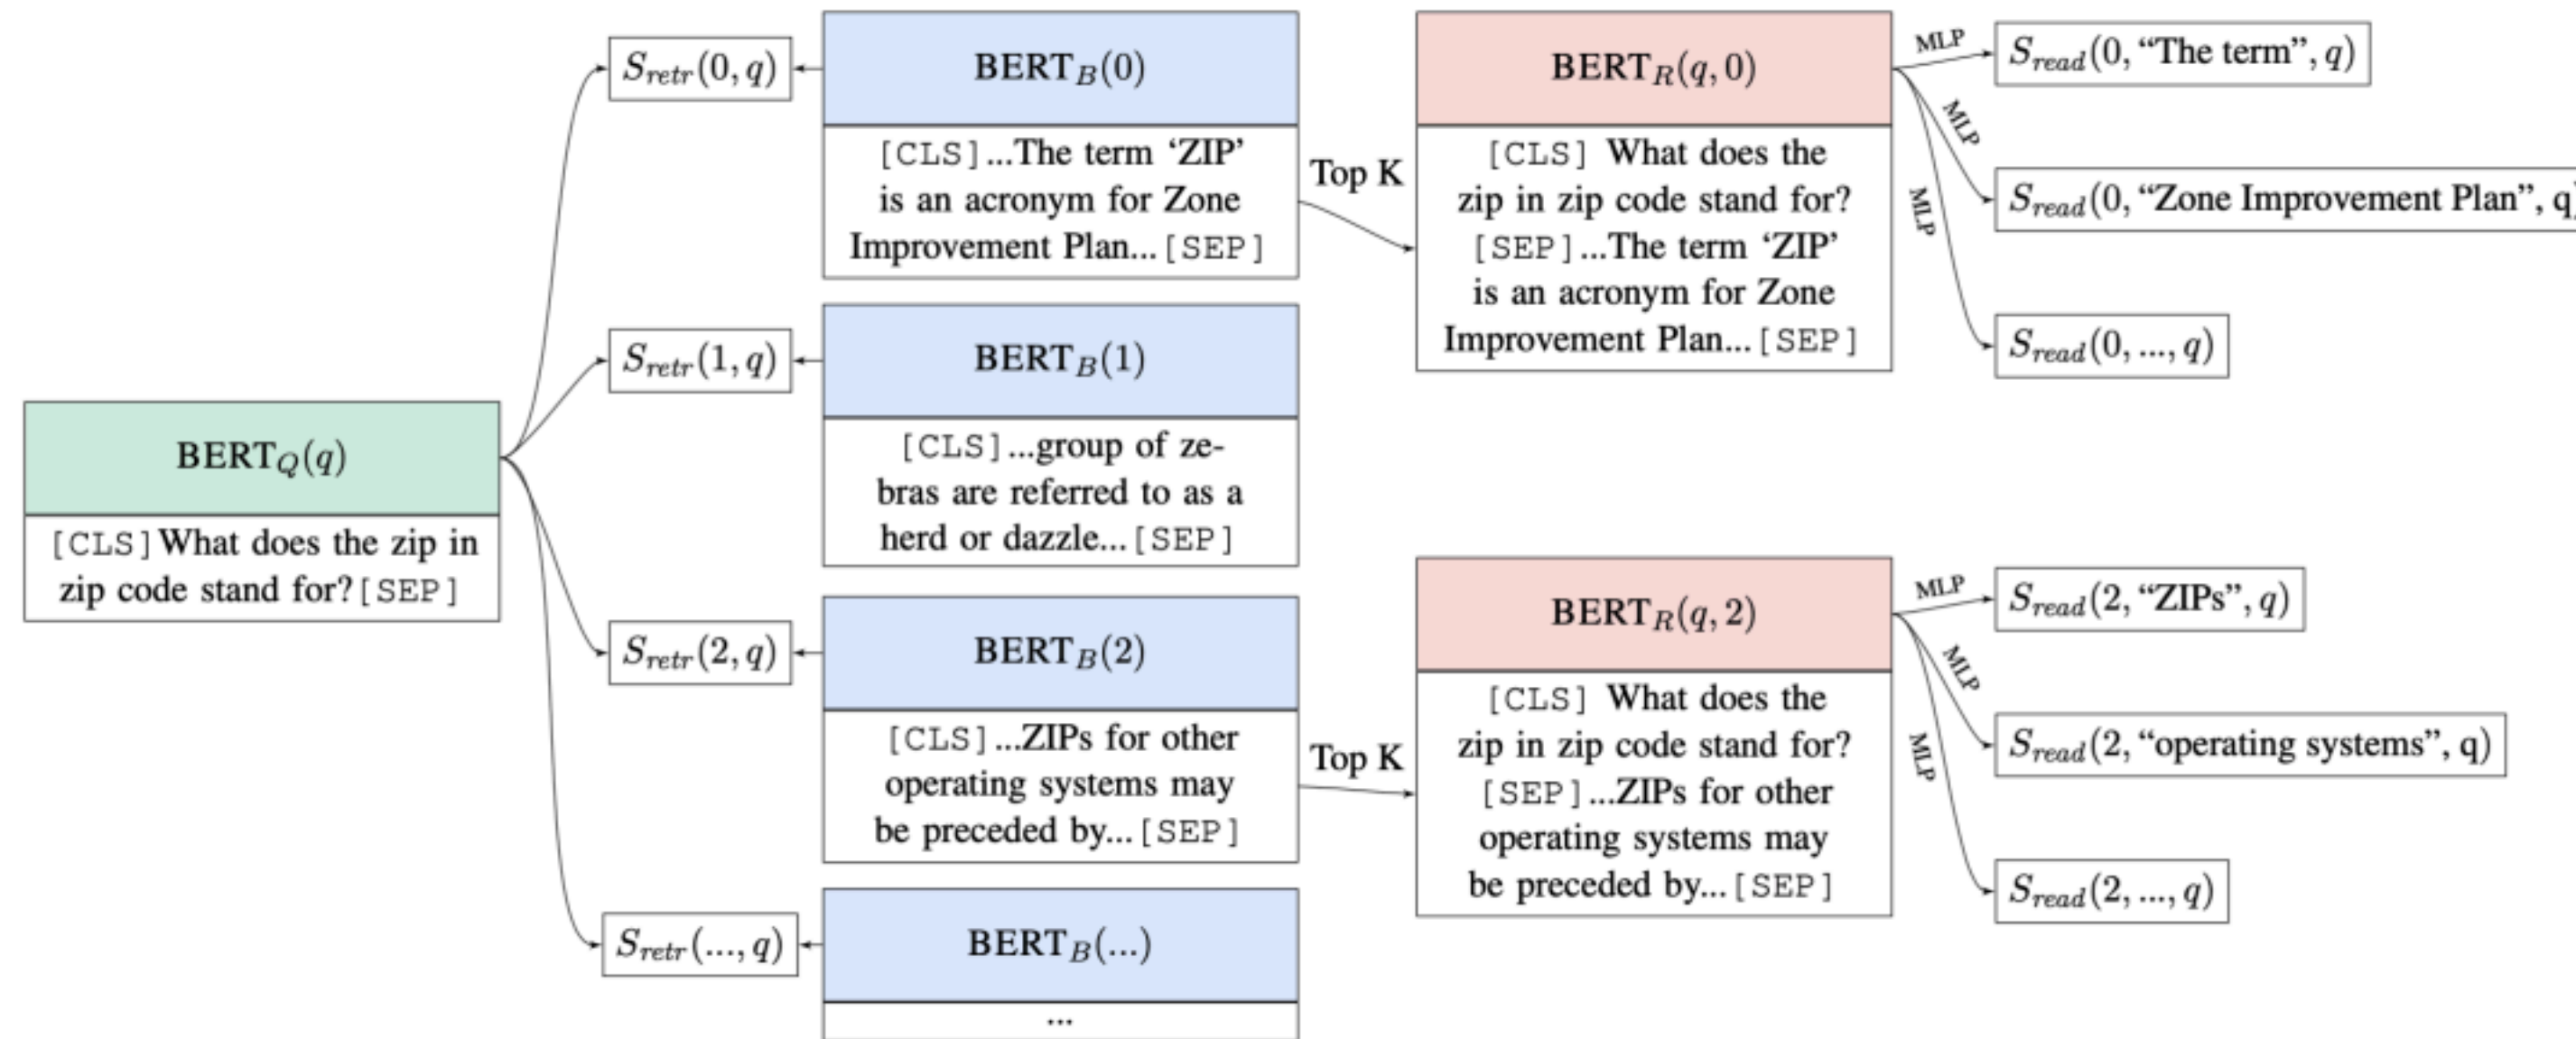 BERT_Q(q)
[CLS]What does the zip in
zip code stand for?[SEP]
S_retr(0, q)
S_retr(1, q)
S_retr(2, q)
S_retr(..., q)
BERT_B(0)
[CLS]...The term ‘ZIP’
is an acronym for Zone
Improvement Plan...[SEP]
BERT_B(1)
[CLS]...group of ze-
bras are referred to as a
herd or dazzle...[SEP]
BERT_B(2)
[CLS]...ZIPs for other
operating systems may
be preceded by...[SEP]
BERT_B(...)
...
Top K
Top K
BERT_R(q, 0)
[CLS] What does the
zip in zip code stand for?
[SEP]...The term ‘ZIP’
is an acronym for Zone
Improvement Plan...[SEP]
MLP
MLP
MLP
S_read(0, “The term”, q)
S_read(0, “Zone Improvement Plan”, q)
S_read(0, ..., q)
BERT_R(q, 2)
[CLS] What does the
zip in zip code stand for?
[SEP]...ZIPs for other
operating systems may
be preceded by...[SEP]
MLP
MLP
MLP
S_read(2, “ZIPs”, q)
S_read(2, “operating systems”, q)
S_read(2, ..., q)